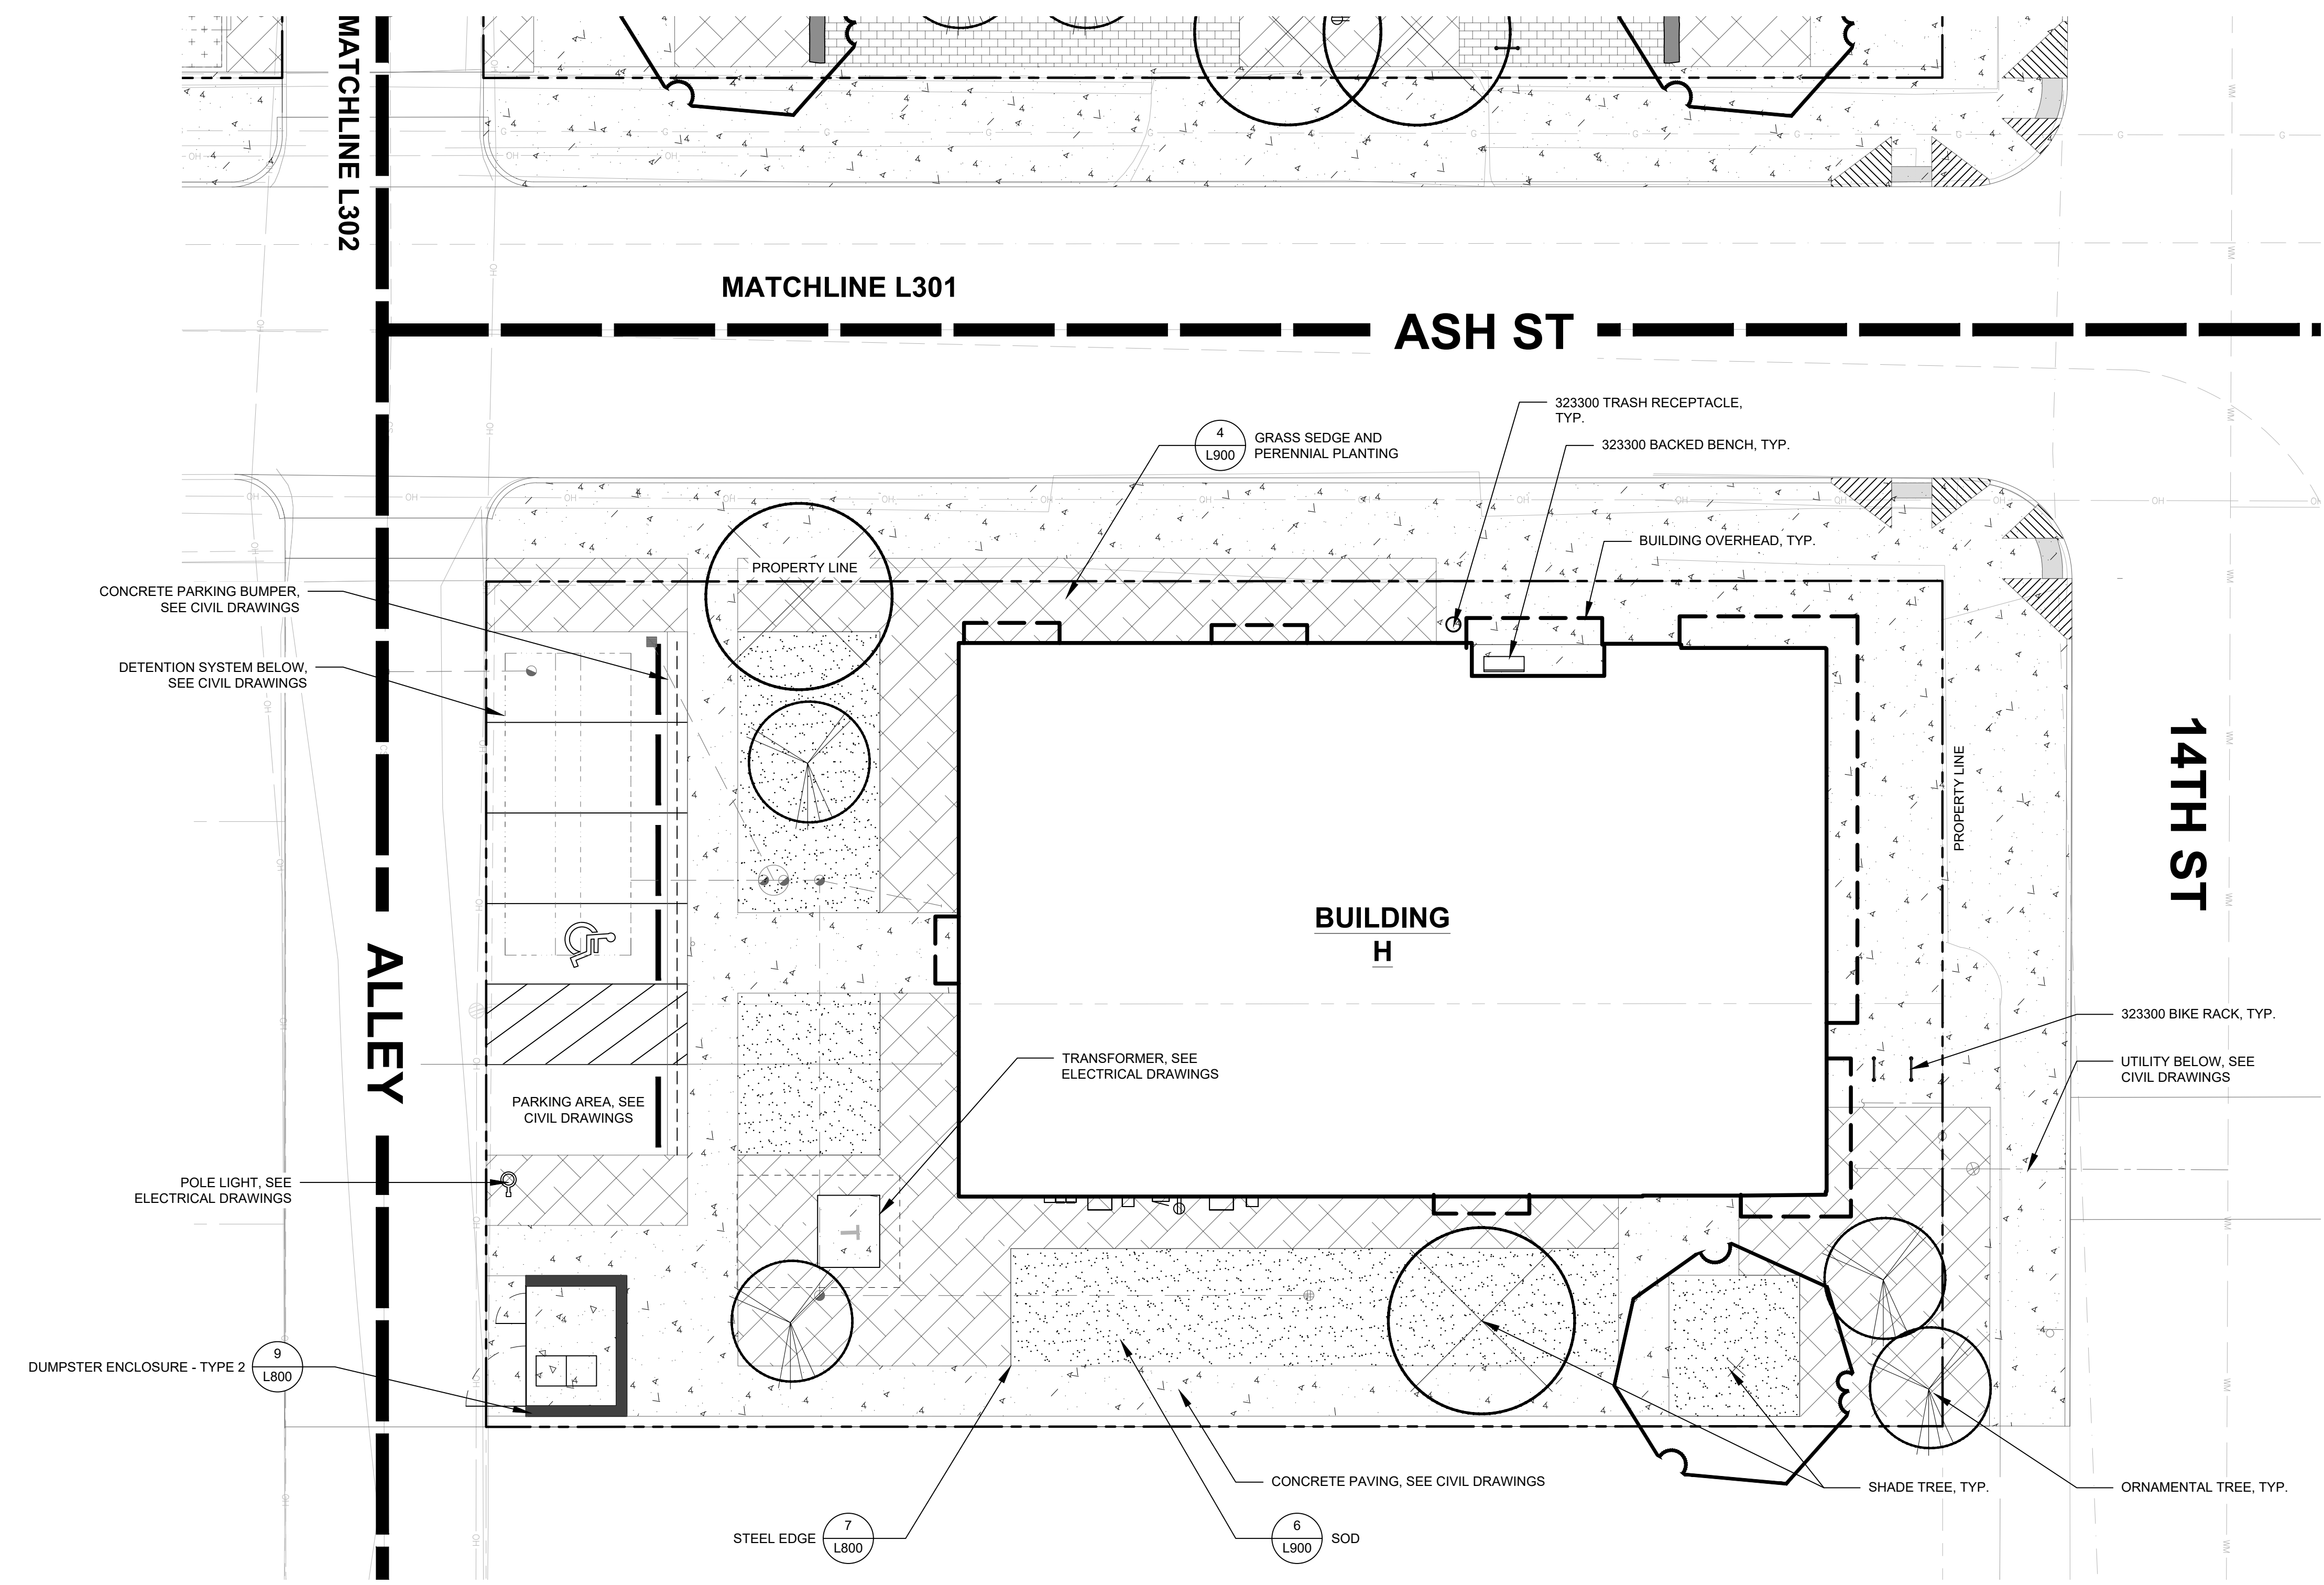 MATCHLINE L302
MATCHLINE L301
ASH ST
323300 TRASH RECEPTACLE,
TYP.
4
L900
GRASS SEDGE AND
PERENNIAL PLANTING
323300 BACKED BENCH, TYP.
BUILDING OVERHEAD, TYP.
PROPERTY LINE
CONCRETE PARKING BUMPER,
SEE CIVIL DRAWINGS
DETENTION SYSTEM BELOW,
SEE CIVIL DRAWINGS
PROPERTY LINE
14TH ST
BUILDING
H
ALLEY
323300 BIKE RACK, TYP.
TRANSFORMER, SEE
ELECTRICAL DRAWINGS
UTILITY BELOW, SEE
CIVIL DRAWINGS
PARKING AREA, SEE
CIVIL DRAWINGS
POLE LIGHT, SEE
ELECTRICAL DRAWINGS
T
DUMPSTER ENCLOSURE - TYPE 2
9
L800
CONCRETE PAVING, SEE CIVIL DRAWINGS
SHADE TREE, TYP.
ORNAMENTAL TREE, TYP.
STEEL EDGE
7
L800
6
L900
SOD